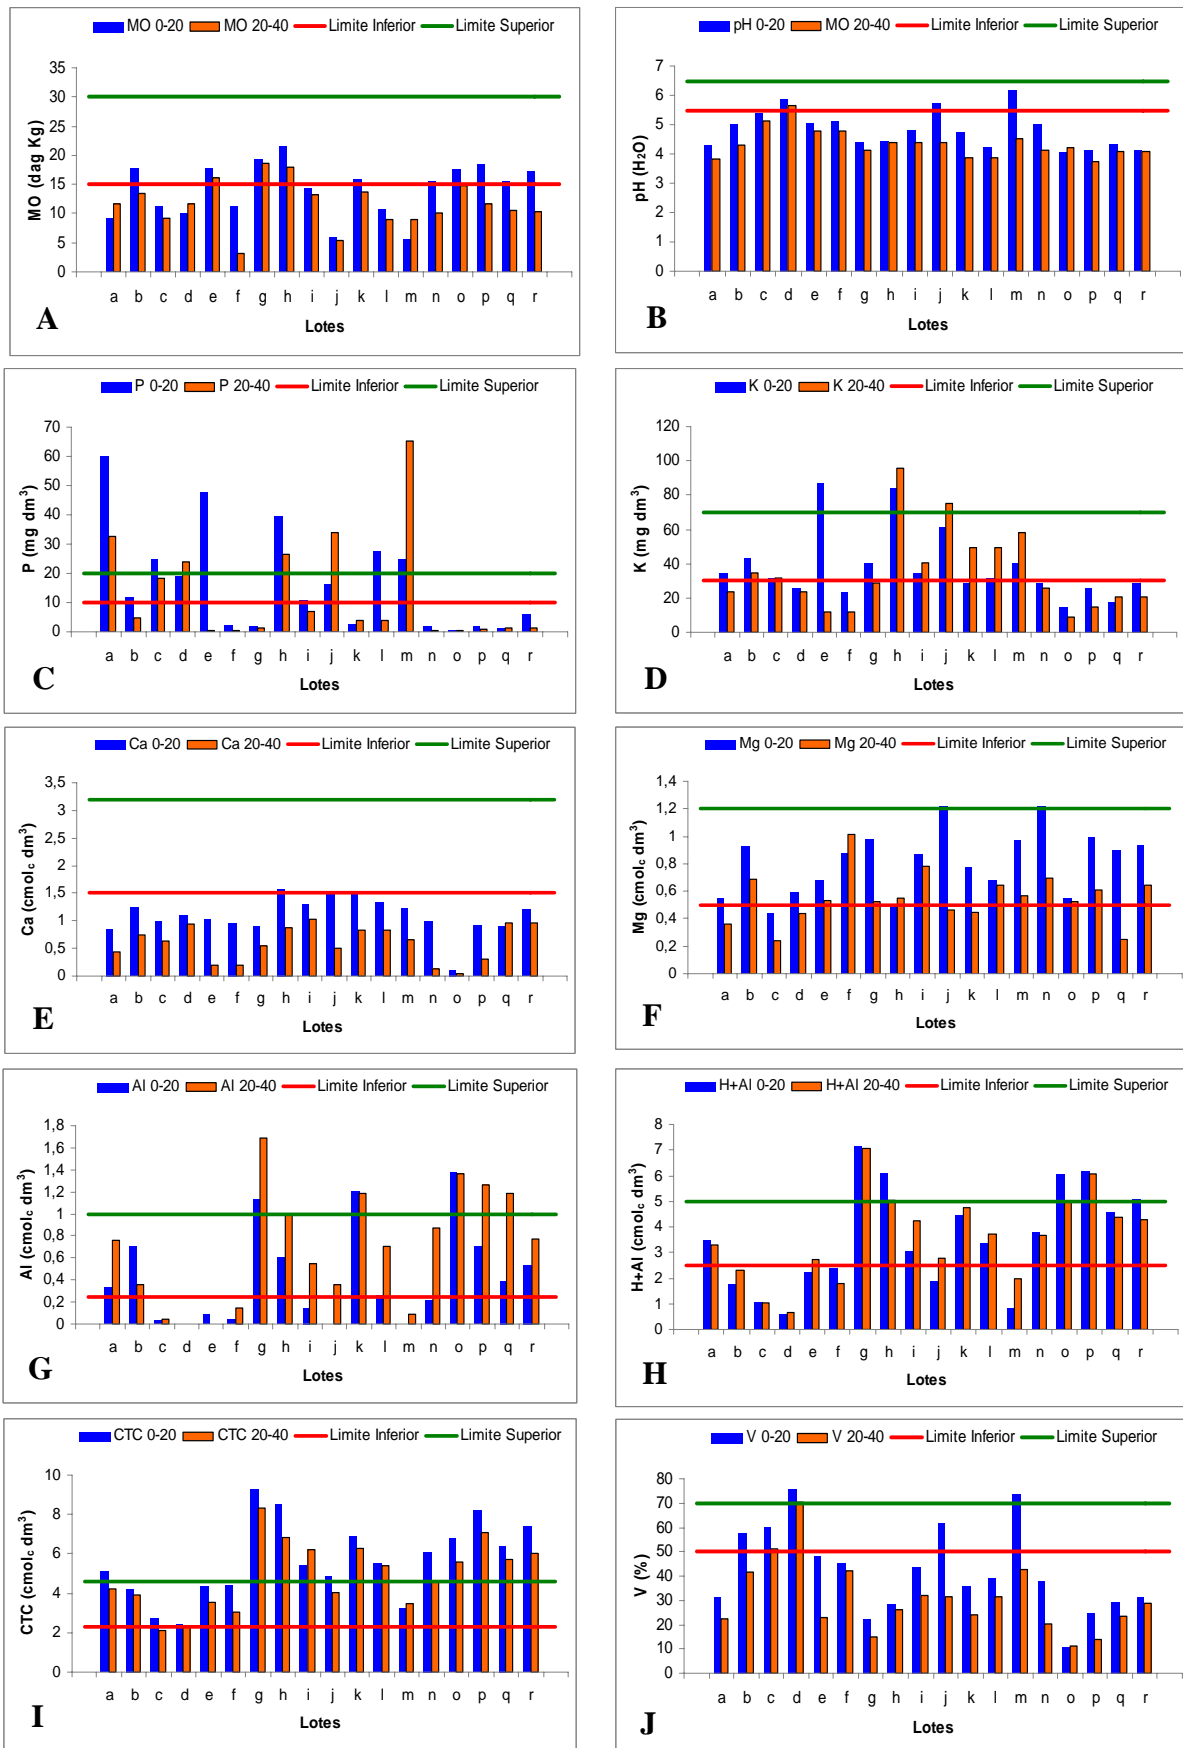 MO 0-20 MO 20-40 Limite Inferior Limite Superior
35
30
25
20
15
10
5
0
MO (dag Kg)
a b c d e f g h i j k l m n o p q r
Lotes
A
pH 0-20 MO 20-40 Limite Inferior Limite Superior
7
6
5
4
3
2
1
0
pH (H₂O)
a b c d e f g h i j k l m n o p q r
Lotes
B
P 0-20 P 20-40 Limite Inferior Limite Superior
70
60
50
40
30
20
10
0
P (mg dm³)
a b c d e f g h i j k l m n o p q r
Lotes
C
K 0-20 K 20-40 Limite Inferior Limite Superior
120
100
80
60
40
20
0
K (mg dm³)
a b c d e f g h i j k l m n o p q r
Lotes
D
Ca 0-20 Ca 20-40 Limite Inferior Limite Superior
3,5
3
2,5
2
1,5
1
0,5
0
Ca (cmolc dm³)
a b c d e f g h i j k l m n o p q r
Lotes
E
Mg 0-20 Mg 20-40 Limite Inferior Limite Superior
1,4
1,2
1
0,8
0,6
0,4
0,2
0
Mg (cmolc dm³)
a b c d e f g h i j k l m n o p q r
Lotes
F
Al 0-20 Al 20-40 Limite Inferior Limite Superior
1,8
1,6
1,4
1,2
1
0,8
0,6
0,4
0,2
0
Al (cmolc dm³)
a b c d e f g h i j k l m n o p q r
Lotes
G
H+Al 0-20 H+Al 20-40 Limite Inferior Limite Superior
8
7
6
5
4
3
2
1
0
H+Al (cmolc dm³)
a b c d e f g h i j k l m n o p q r
Lotes
H
CTC 0-20 CTC 20-40 Limite Inferior Limite Superior
10
8
6
4
2
0
CTC (cmolc dm³)
a b c d e f g h i j k l m n o p q r
Lotes
I
V 0-20 V 20-40 Limite Inferior Limite Superior
80
70
60
50
40
30
20
10
0
V (%)
a b c d e f g h i j k l m n o p q r
Lotes
J